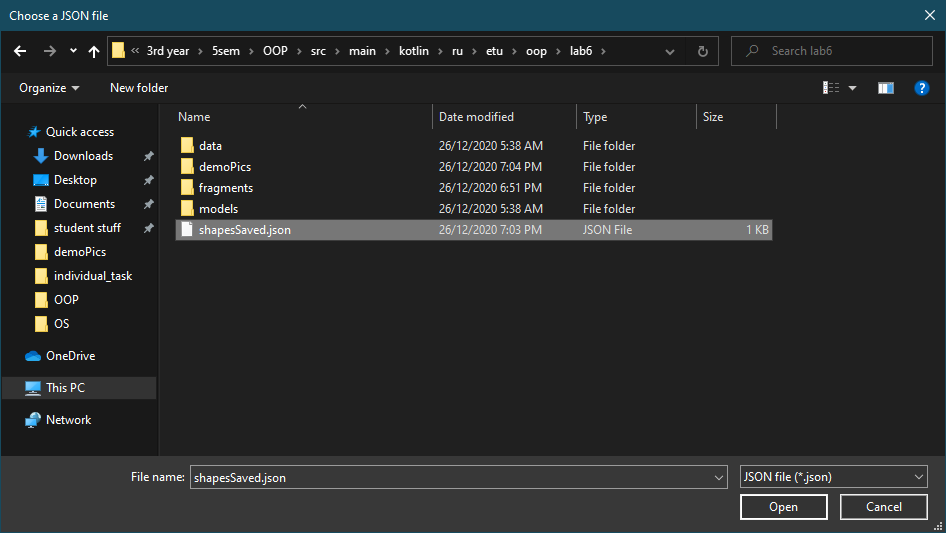 Choose a JSON file
« 3rd year › 5sem › OOP › src › main › kotlin › ru › etu › oop › lab6 ›
Search lab6
Organize
New folder
Name Date modified Type Size
Quick access
Downloads
Desktop
Documents
student stuff
demoPics
individual_task
OOP
OS
OneDrive
This PC
Network
data 26/12/2020 5:38 AM File folder
demoPics 26/12/2020 7:04 PM File folder
fragments 26/12/2020 6:51 PM File folder
models 26/12/2020 5:38 AM File folder
shapesSaved.json 26/12/2020 7:03 PM JSON File 1 KB
File name: shapesSaved.json JSON file (*.json)
Open Cancel